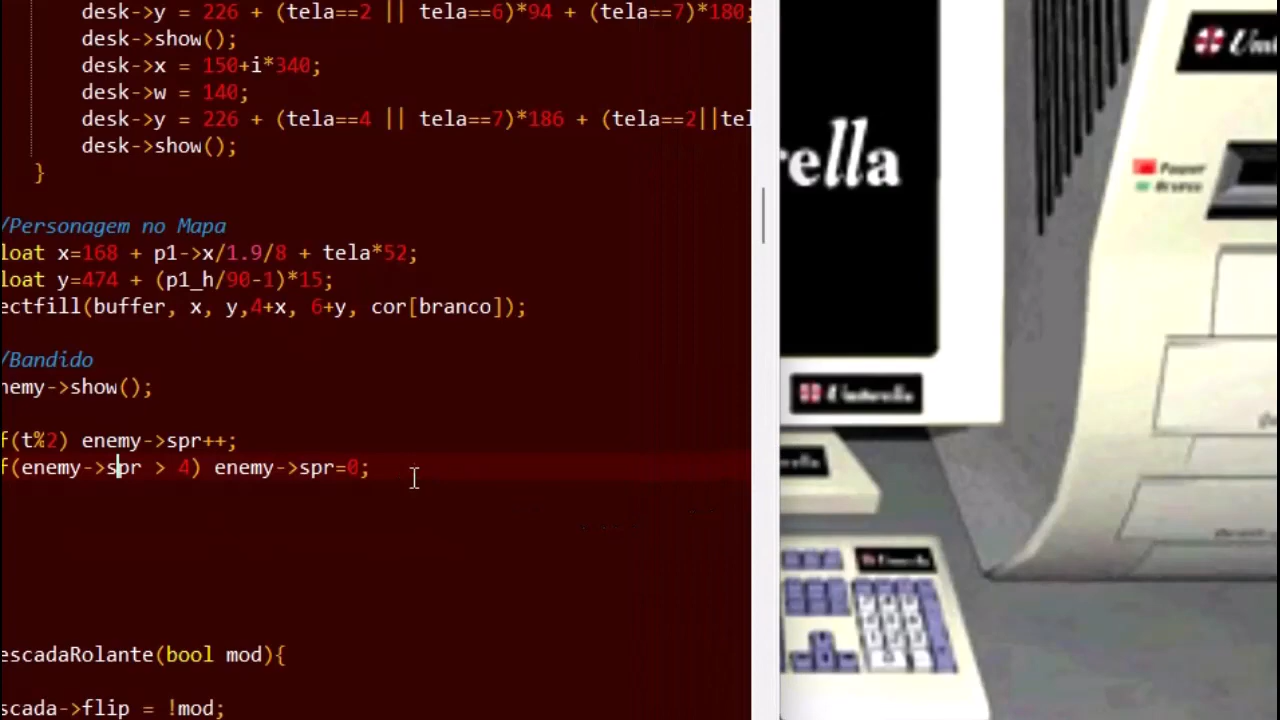 desk->y = 226 + (tela==2 || tela==6)*94 + (tela==7)*180;
desk->show();
desk->x = 150+i*340;
desk->w = 140;
desk->y = 226 + (tela==4 || tela==7)*186 + (tela==2||tel
desk->show();
}
/Personagem no Mapa
loat x=168 + p1->x/1.9/8 + tela*52;
loat y=474 + (p1_h/90-1)*15;
ectfill(buffer, x, y,4+x, 6+y, cor[branco]);
/Bandido
nemy->show();
f(t%2) enemy->spr++;
f(enemy->spr > 4) enemy->spr=0;
escadaRolante(bool mod){
scada->flip = !mod;
rella
Power